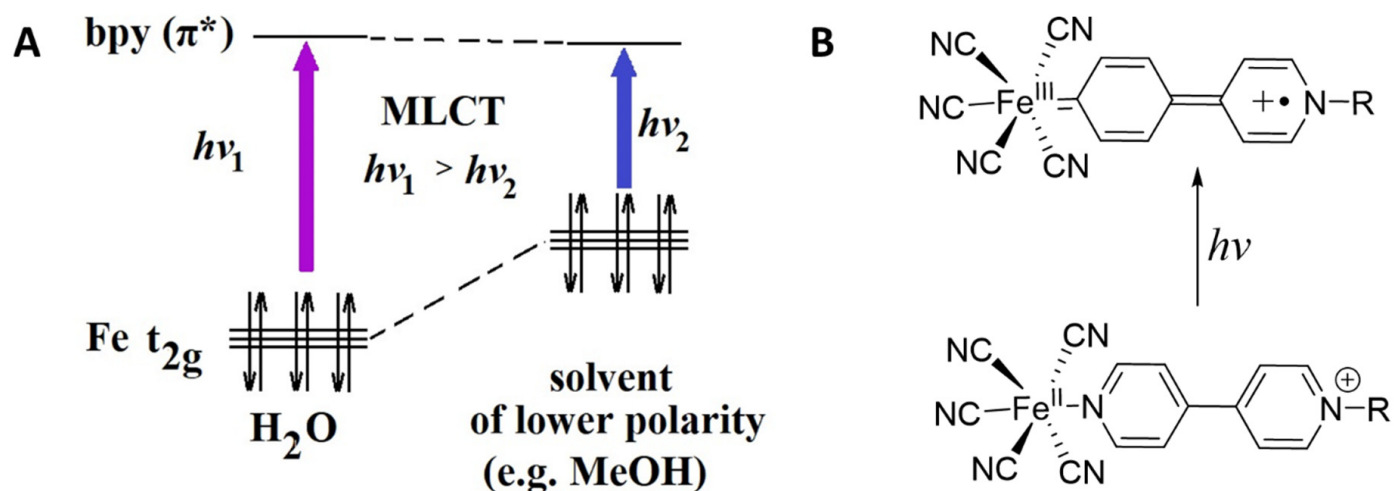 A
bpy (π*)
hν₁
MLCT
hν₁ > hν₂
hν₂
Fe t₂g
H₂O
solvent
of lower polarity
(e.g. MeOH)
B
NC
CN
NC
Feᴵᴵᴵ
+•
N
R
NC
CN
hν
NC
CN
NC
Feᴵᴵ
N
N
⊕
R
NC
CN